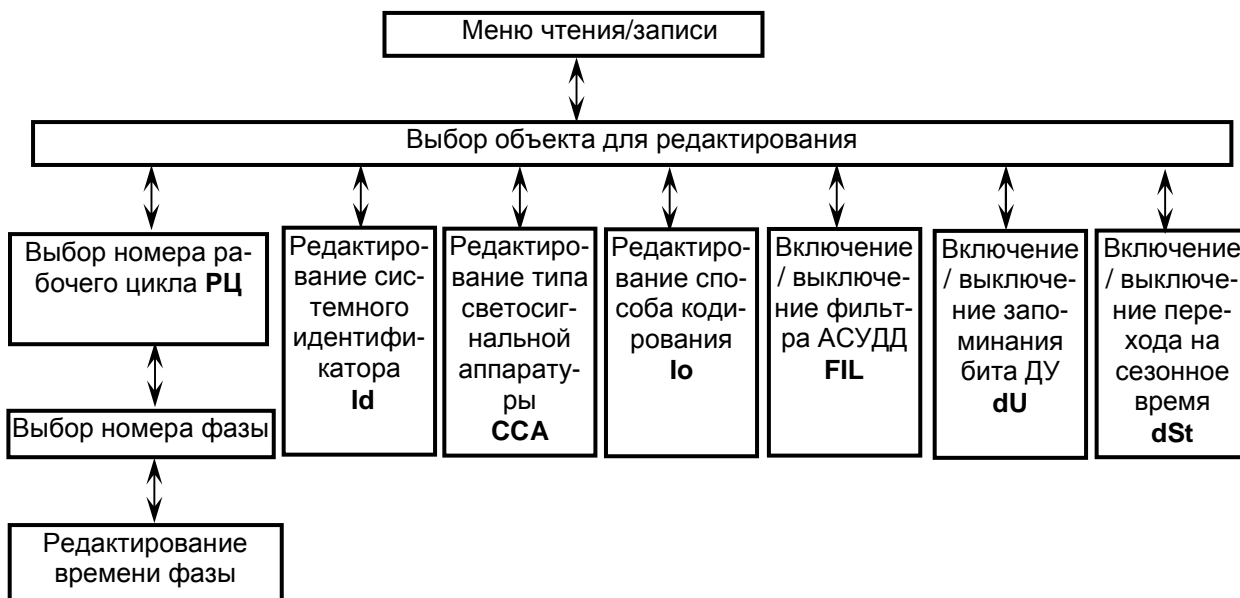 Меню чтения/записи
Выбор объекта для редактирования
Выбор номера ра-
бочего цикла РЦ
Выбор номера фазы
Редактирование
времени фазы
Редактиро-
вание сис-
темного
идентифи-
катора
Id
Редактиро-
вание типа
светосиг-
нальной
аппарату-
ры
ССА
Редактиро-
вание спо-
соба коди-
рования
Io
Включение
/ выключе-
ние фильт-
ра АСУДД
FIL
Включение
/ выключе-
ние запо-
минания
бита ДУ
dU
Включение
/ выключе-
ние пере-
хода на
сезонное
время
dSt